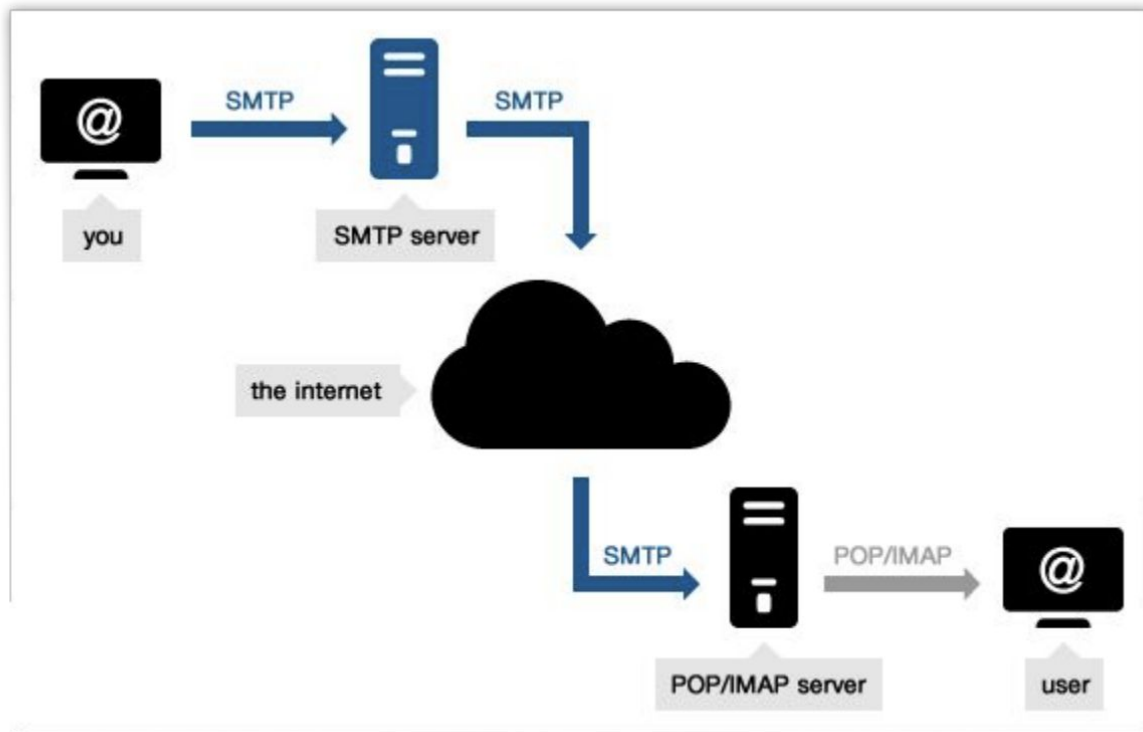 @
SMTP
SMTP
you
SMTP server
the internet
SMTP
POP/IMAP
@
POP/IMAP server
user